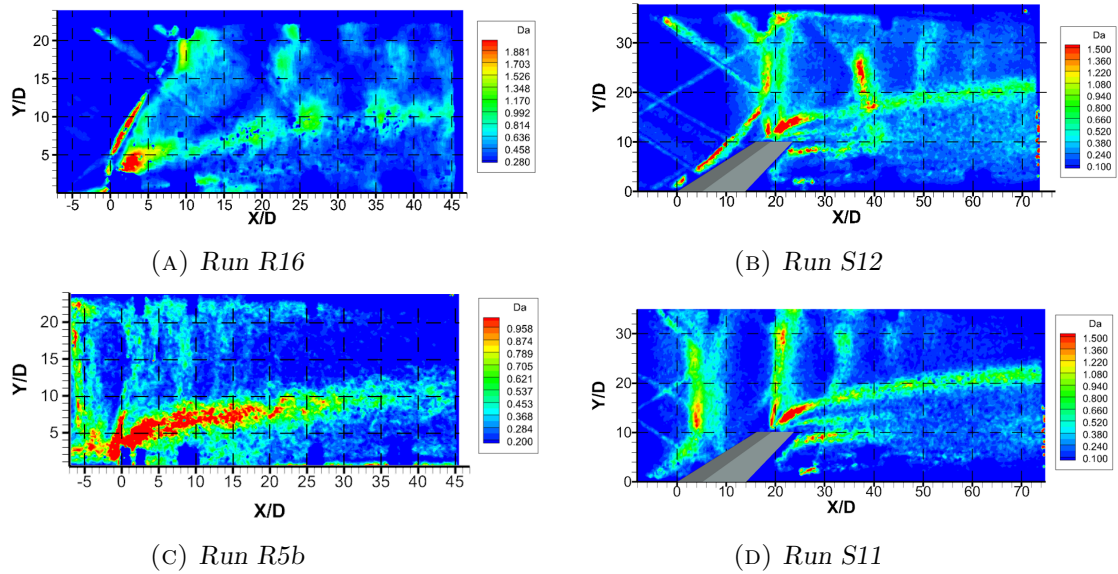 Da
1.881
1.703
1.526
1.348
1.170
0.992
0.814
0.636
0.458
0.280
Y/D
20
15
10
5
-5 0 5 10 15 20 25 30 35 40 45
X/D
(A) Run R16
Da
1.500
1.360
1.220
1.080
0.940
0.800
0.660
0.520
0.380
0.240
0.100
Y/D
30
20
10
0
0 10 20 30 40 50 60 70
X/D
(B) Run S12
Da
0.958
0.874
0.789
0.705
0.621
0.537
0.453
0.368
0.284
0.200
Y/D
20
15
10
5
-5 0 5 10 15 20 25 30 35 40 45
X/D
(C) Run R5b
Da
1.500
1.360
1.220
1.080
0.940
0.800
0.660
0.520
0.380
0.240
0.100
Y/D
30
20
10
0
0 10 20 30 40 50 60 70
X/D
(D) Run S11